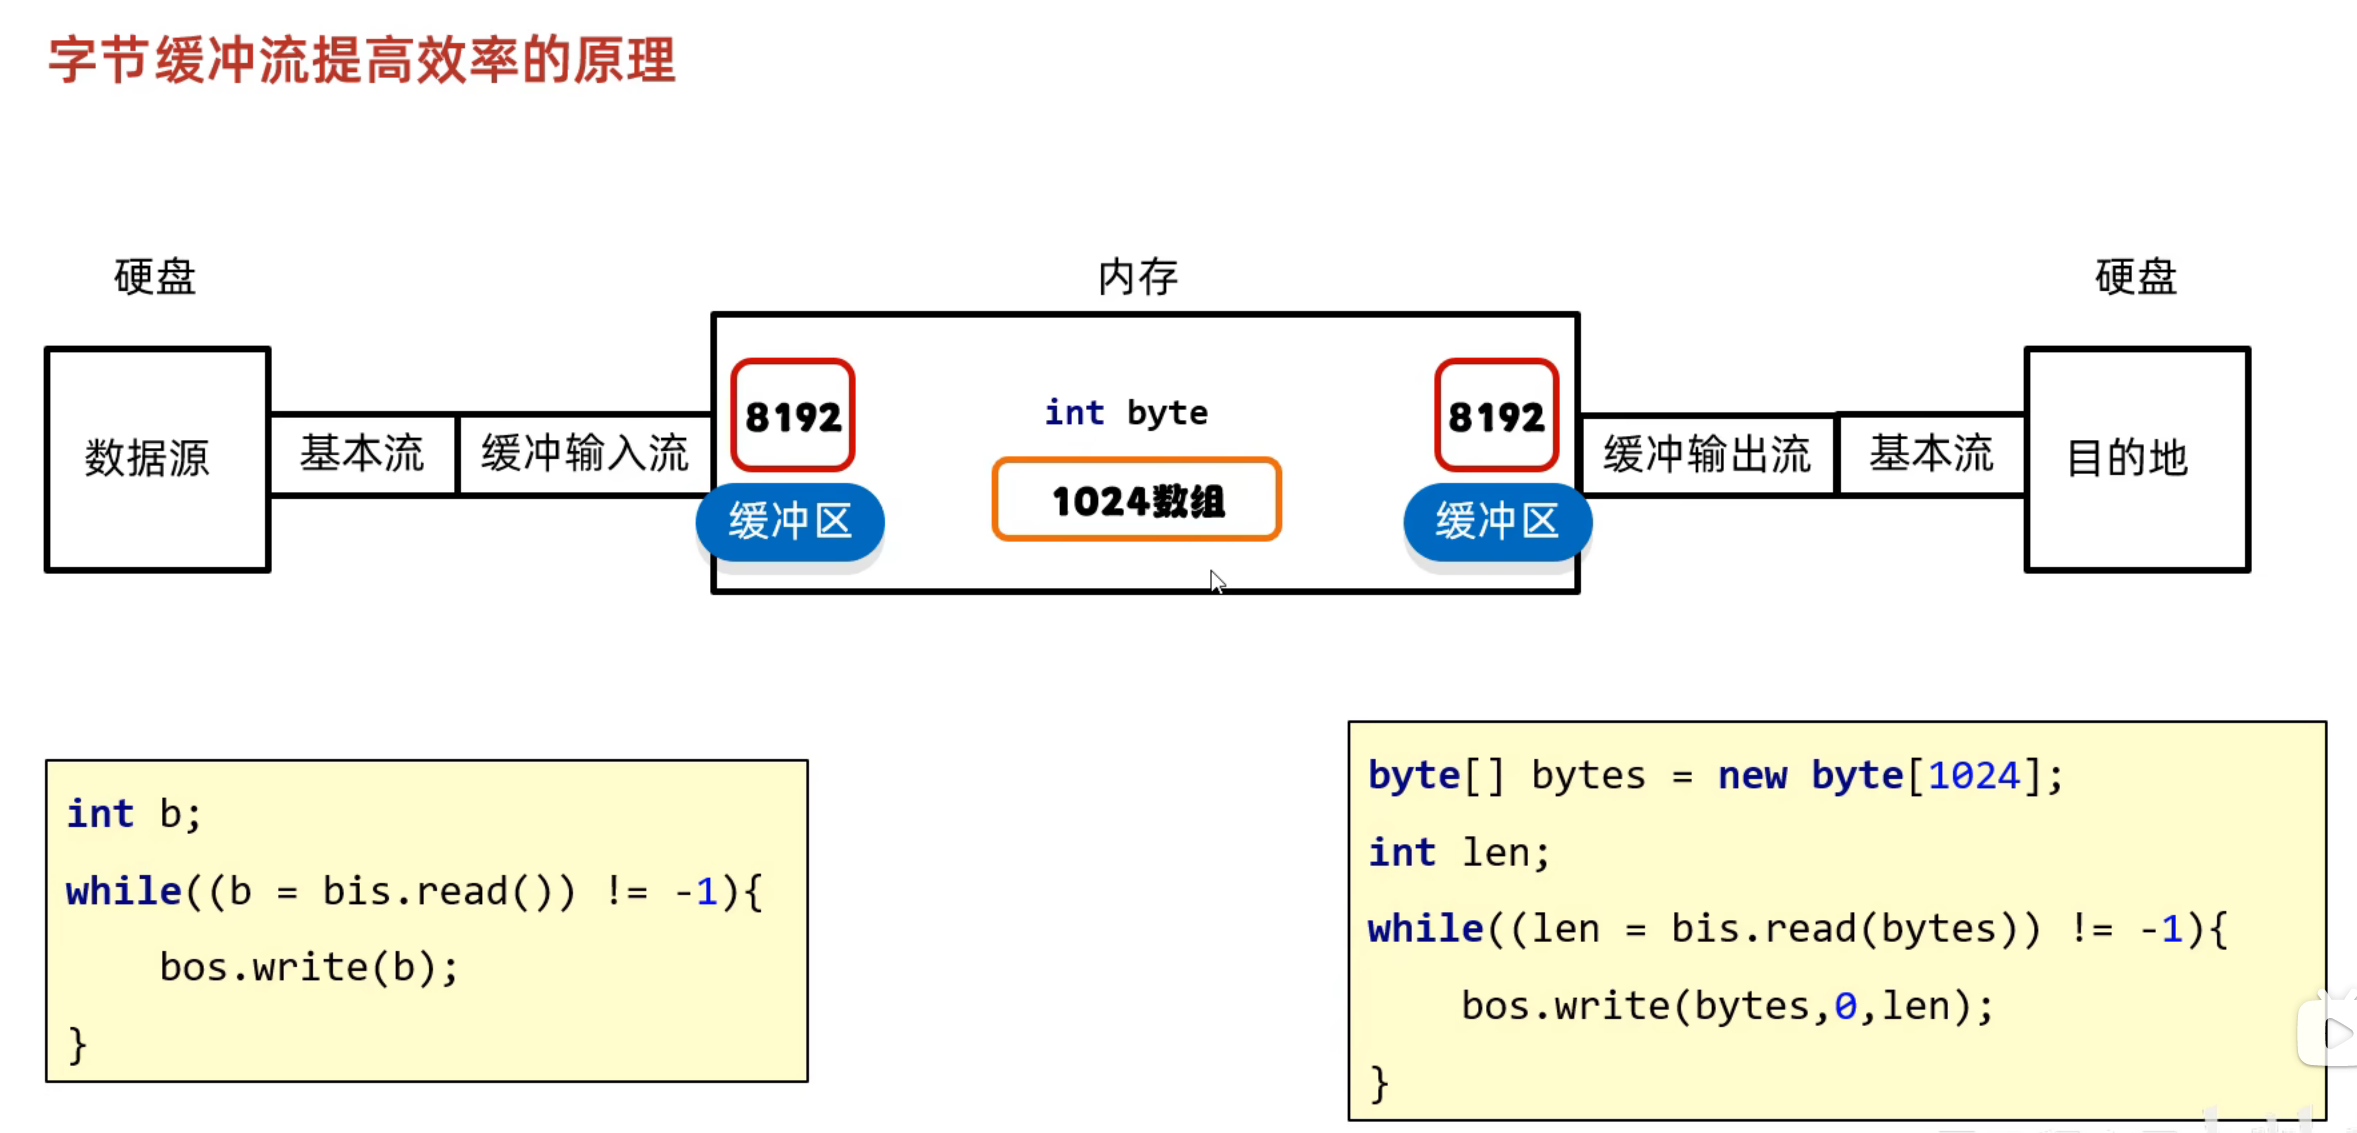 字节缓冲流提高效率的原理
硬盘
内存
硬盘
数据源
基本流
缓冲输入流
8192
缓冲区
int byte
1024数组
8192
缓冲区
缓冲输出流
基本流
目的地
int b;
while((b = bis.read()) != -1){
    bos.write(b);
}
byte[] bytes = new byte[1024];
int len;
while((len = bis.read(bytes)) != -1){
    bos.write(bytes,0,len);
}